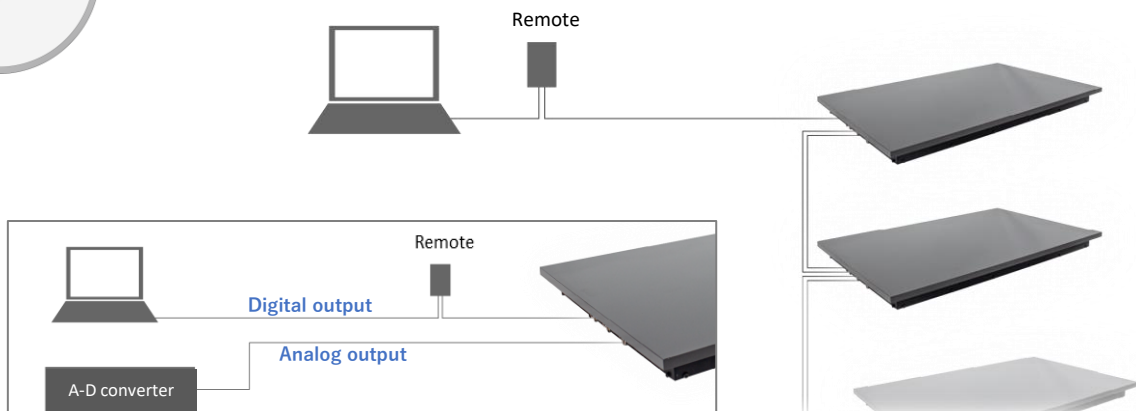 Remote
Remote
Digital output
Analog output
A-D converter